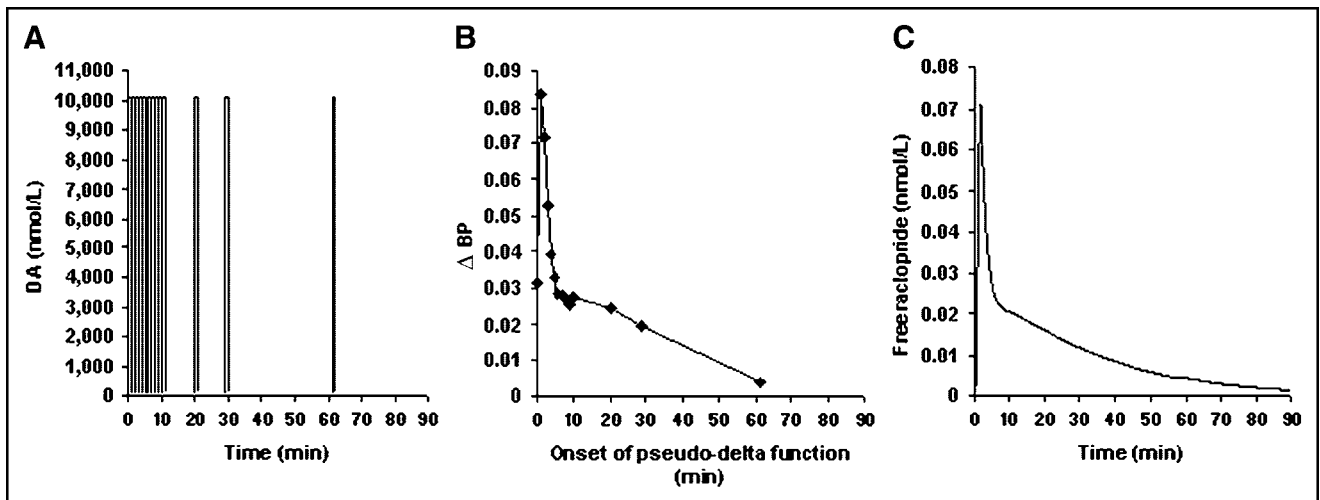 A
DA (nmol/L)
11,000
10,000
9,000
8,000
7,000
6,000
5,000
4,000
3,000
2,000
1,000
0
0 10 20 30 40 50 60 70 80 90
Time (min)
B
Δ BP
0.09
0.08
0.07
0.06
0.05
0.04
0.03
0.02
0.01
0
0 10 20 30 40 50 60 70 80 90
Onset of pseudo-delta function
(min)
C
Free raclopride (nmol/L)
0.08
0.07
0.06
0.05
0.04
0.03
0.02
0.01
0
0 10 20 30 40 50 60 70 80 90
Time (min)